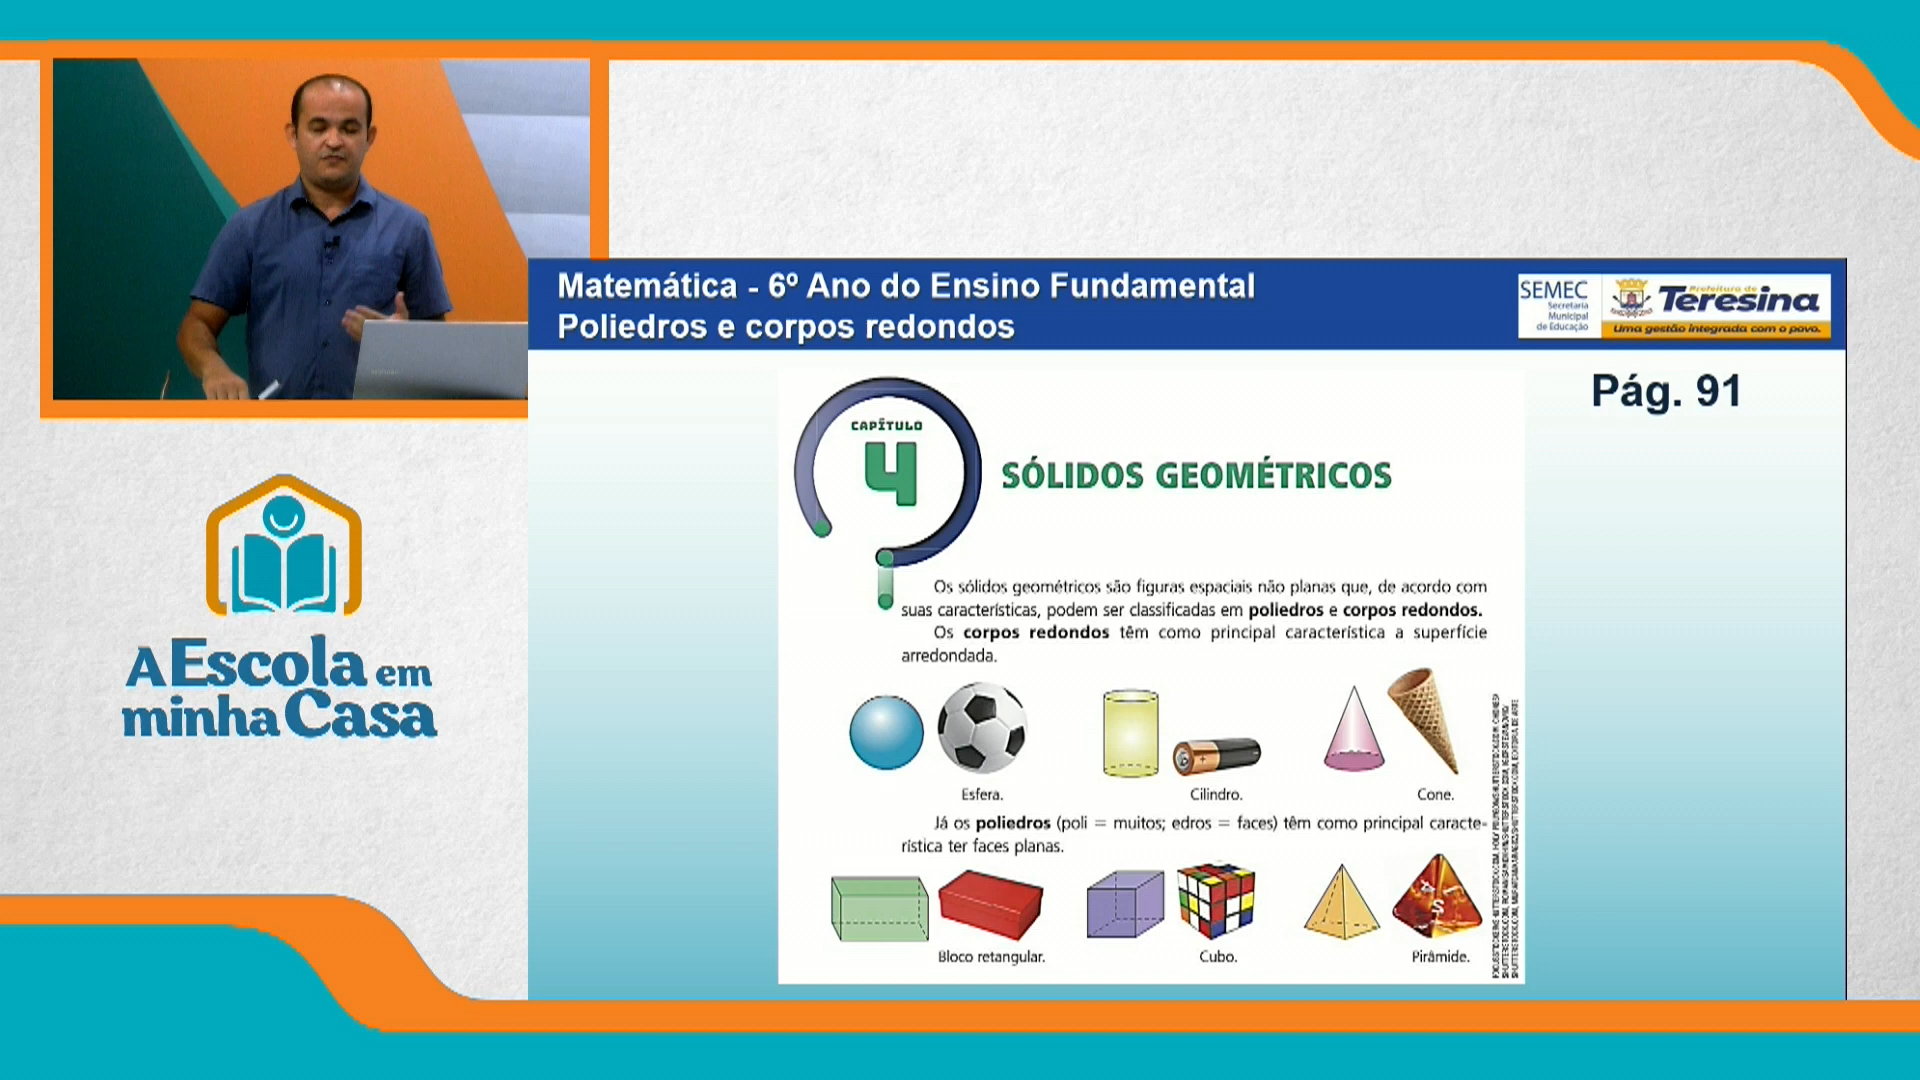 Matemática - 6º Ano do Ensino Fundamental
Poliedros e corpos redondos
SEMEC
Secretaria
Municipal
de Educação
Prefeitura de
Teresina
Uma gestão integrada com o povo.
Pág. 91
CAPÍTULO
4
SÓLIDOS GEOMÉTRICOS
Os sólidos geométricos são figuras espaciais não planas que, de acordo com
suas características, podem ser classificadas em poliedros e corpos redondos.
Os corpos redondos têm como principal característica a superfície
arredondada.
Esfera.
Cilindro.
Cone.
Já os poliedros (poli = muitos; edros = faces) têm como principal caracte-
rística ter faces planas.
Bloco retangular.
Cubo.
Pirâmide.
A Escola em
minha Casa